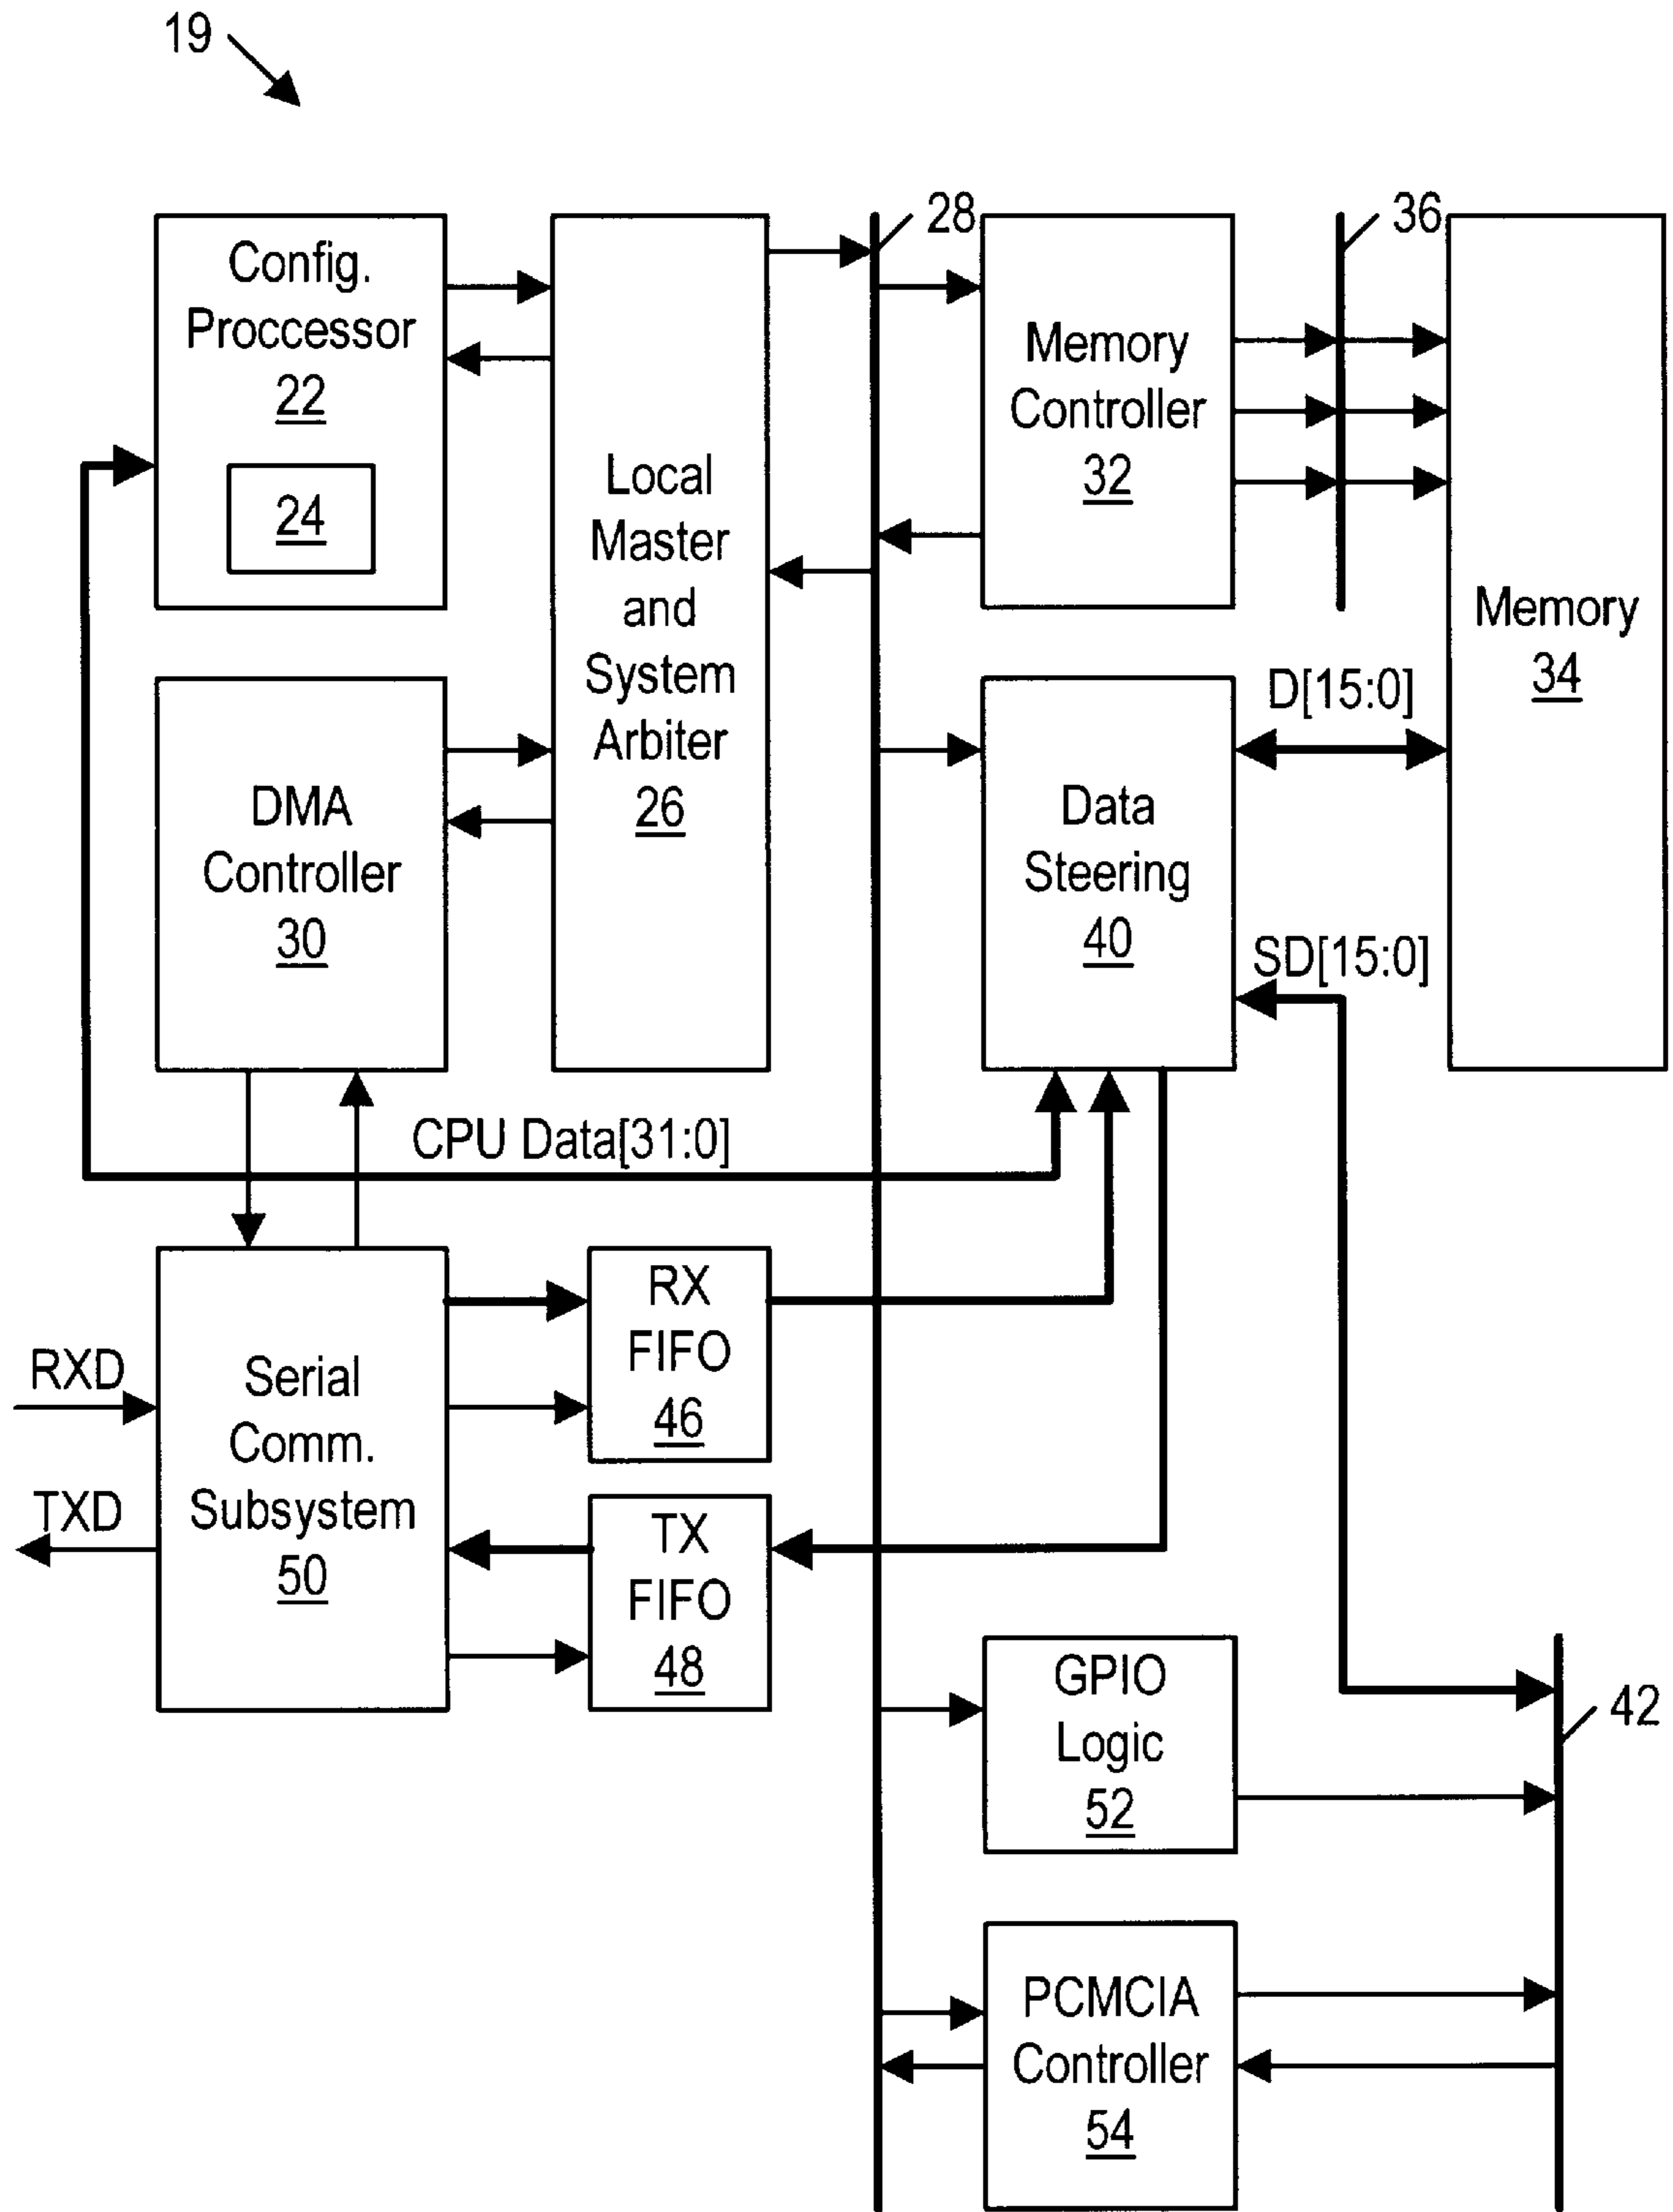 19
Config.
Proccessor
22
24
Local
Master
and
System
Arbiter
26
28
Memory
Controller
32
36
Memory
34
DMA
Controller
30
Data
Steering
40
D[15:0]
SD[15:0]
CPU Data[31:0]
RXD
TXD
Serial
Comm.
Subsystem
50
RX
FIFO
46
TX
FIFO
48
GPIO
Logic
52
42
PCMCIA
Controller
54